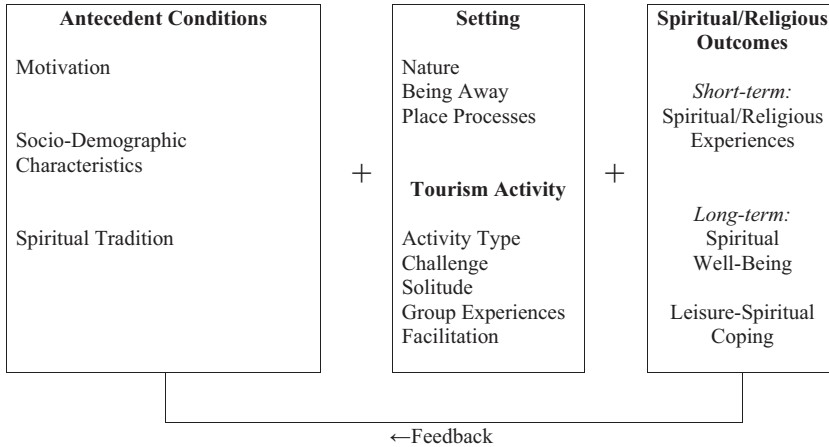 Antecedent Conditions
Motivation
Socio-Demographic
Characteristics
Spiritual Tradition
+
Setting
Nature
Being Away
Place Processes
Tourism Activity
Activity Type
Challenge
Solitude
Group Experiences
Facilitation
+
Spiritual/Religious
Outcomes
Short-term:
Spiritual/Religious
Experiences
Long-term:
Spiritual
Well-Being
Leisure-Spiritual
Coping
←Feedback